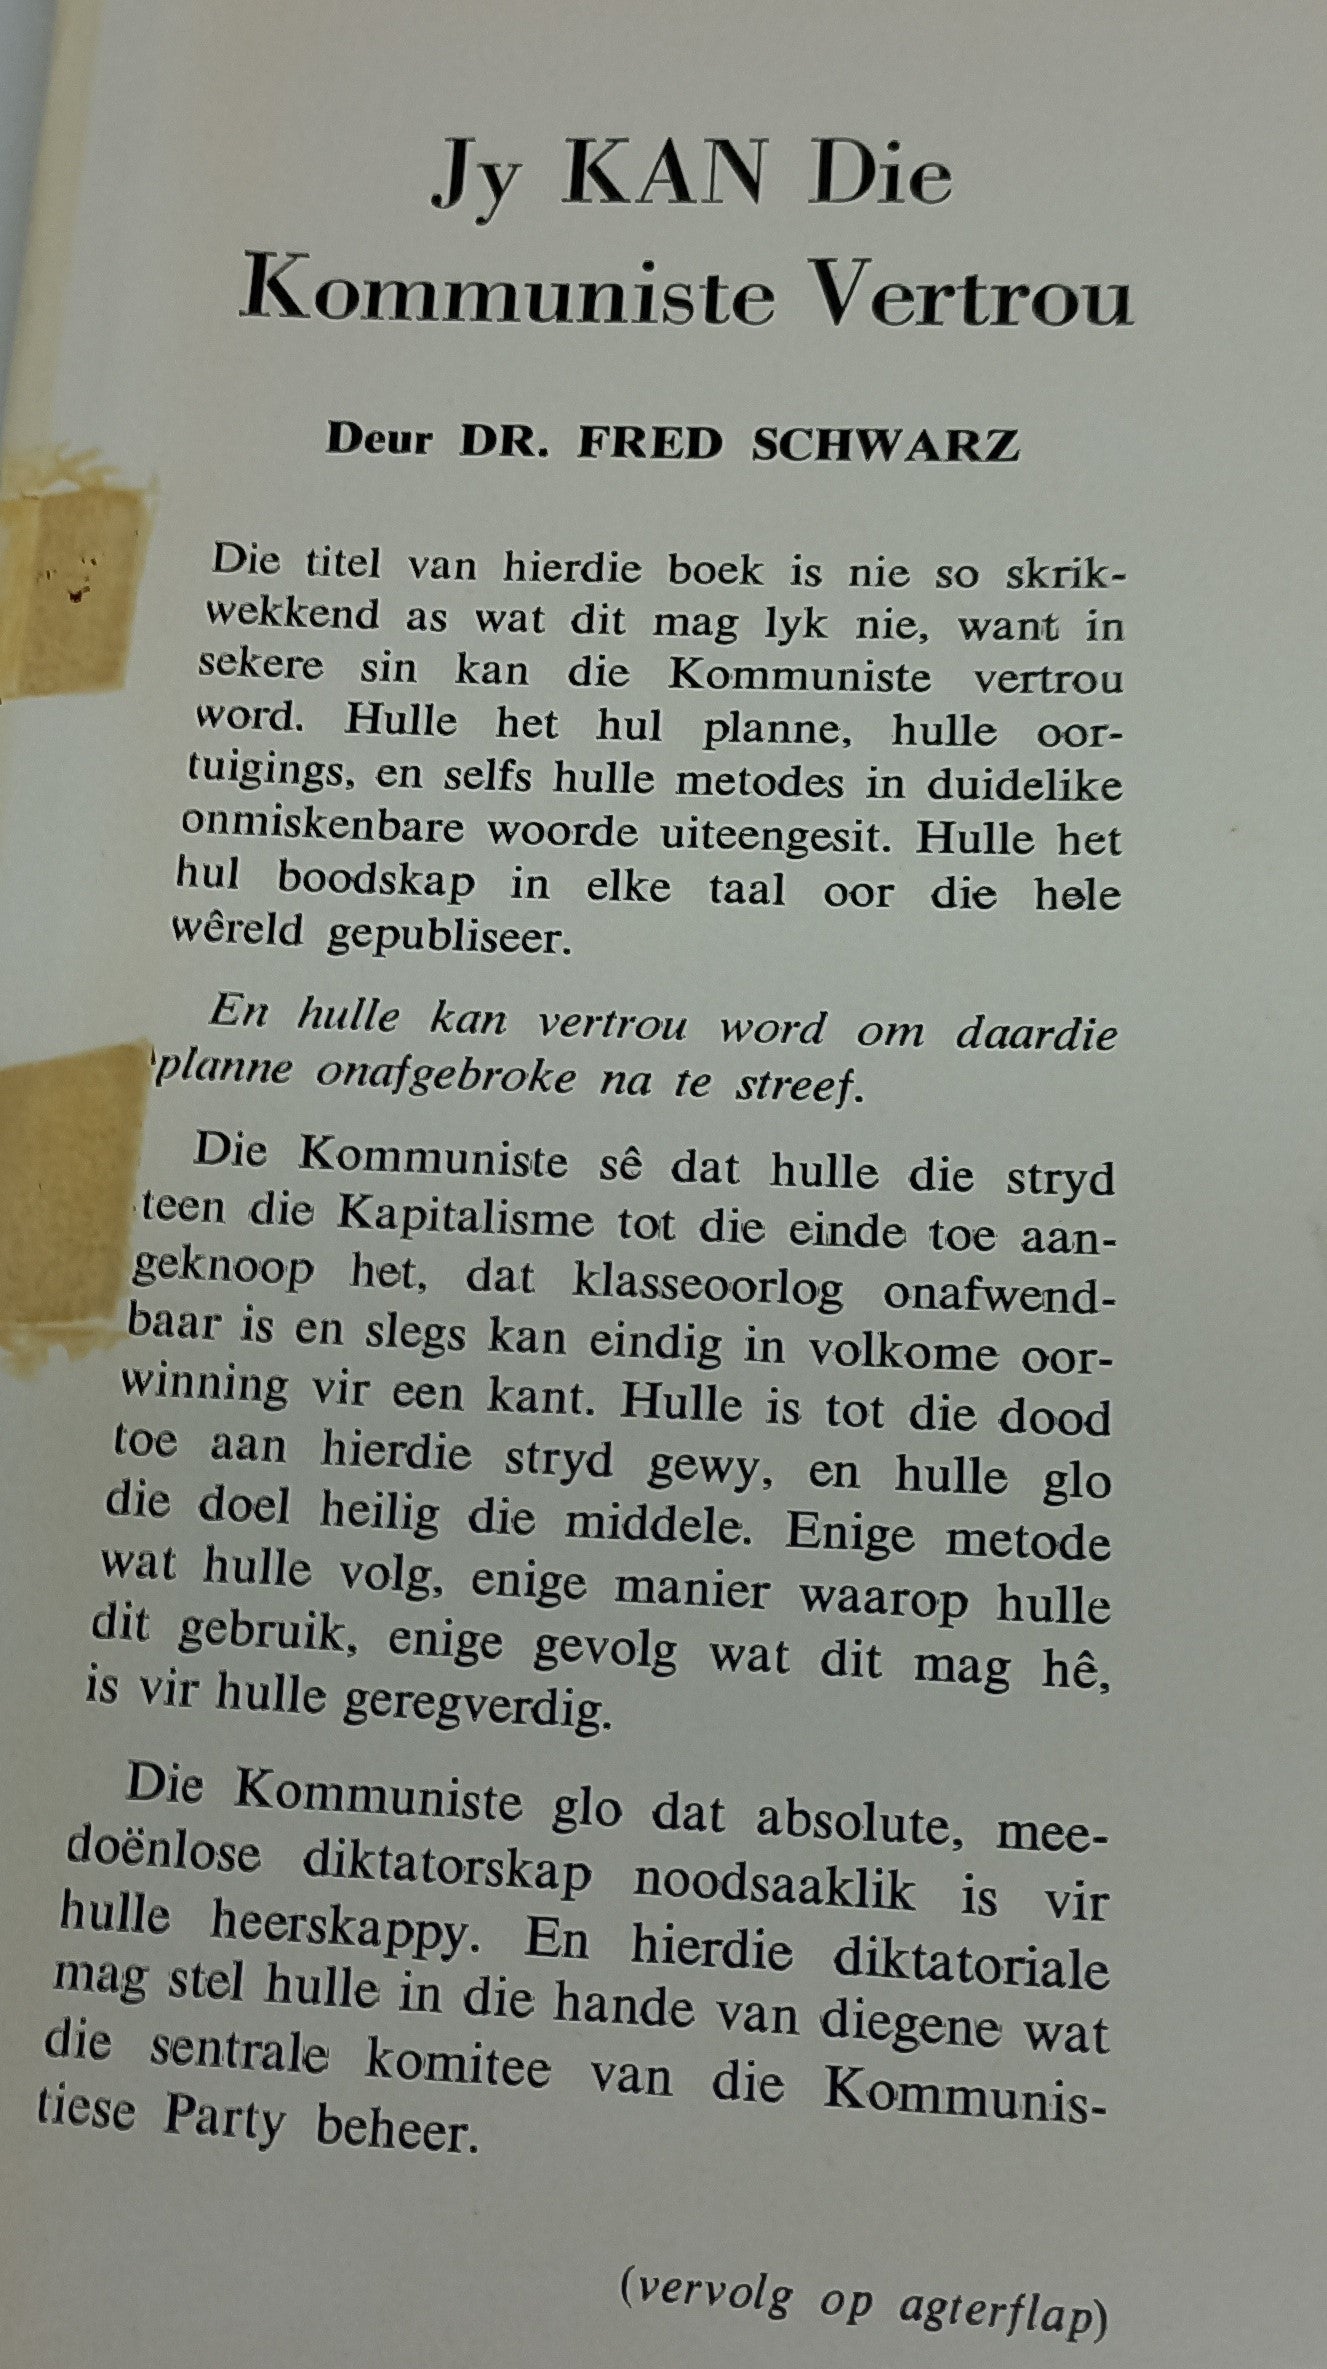 Jy KAN Die
Kommuniste Vertrou
Deur DR. FRED SCHWARZ
Die titel van hierdie boek is nie so skrik-
wekkend as wat dit mag lyk nie, want in
sekere sin kan die Kommuniste vertrou
word. Hulle het hul planne, hulle oor-
tuigings, en selfs hulle metodes in duidelike
onmiskenbare woorde uiteengesit. Hulle het
hul boodskap in elke taal oor die hele
wêreld gepubliseer.
En hulle kan vertrou word om daardie
planne onafgebroke na te streef.
Die Kommuniste sê dat hulle die stryd
teen die Kapitalisme tot die einde toe aan-
geknoop het, dat klasseoorlog onafwend-
baar is en slegs kan eindig in volkome oor-
winning vir een kant. Hulle is tot die dood
toe aan hierdie stryd gewy, en hulle glo
die doel heilig die middele. Enige metode
wat hulle volg, enige manier waarop hulle
dit gebruik, enige gevolg wat dit mag hê,
is vir hulle geregverdig.
Die Kommuniste glo dat absolute, mee-
doënlose diktatorskap noodsaaklik is vir
hulle heerskappy. En hierdie diktatoriale
mag stel hulle in die hande van diegene wat
die sentrale komitee van die Kommunis-
tiese Party beheer.
(vervolg op agterflap)